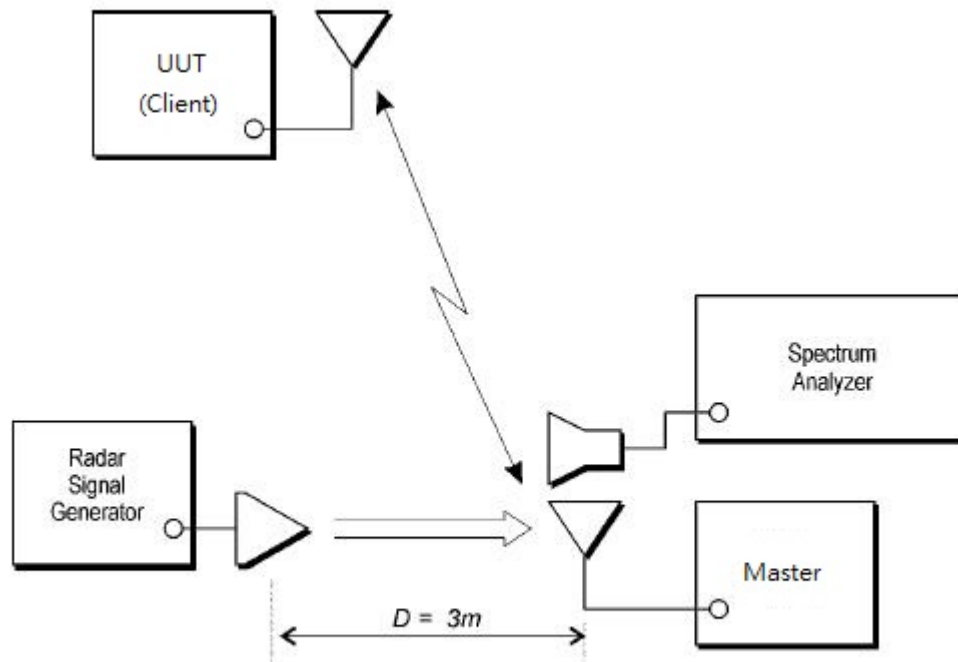 UUT
(Client)
Spectrum
Analyzer
Radar
Signal
Generator
Master
D = 3m